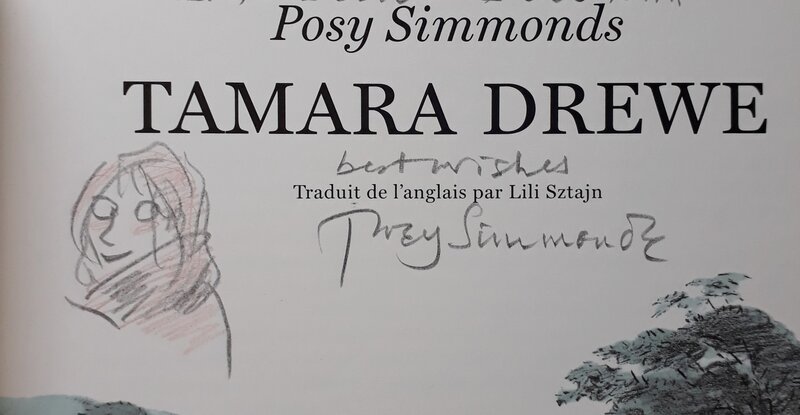 Posy Simmonds
TAMARA DREWE
best wishes
Traduit de l'anglais par Lili Sztajn
Posy Simmonds